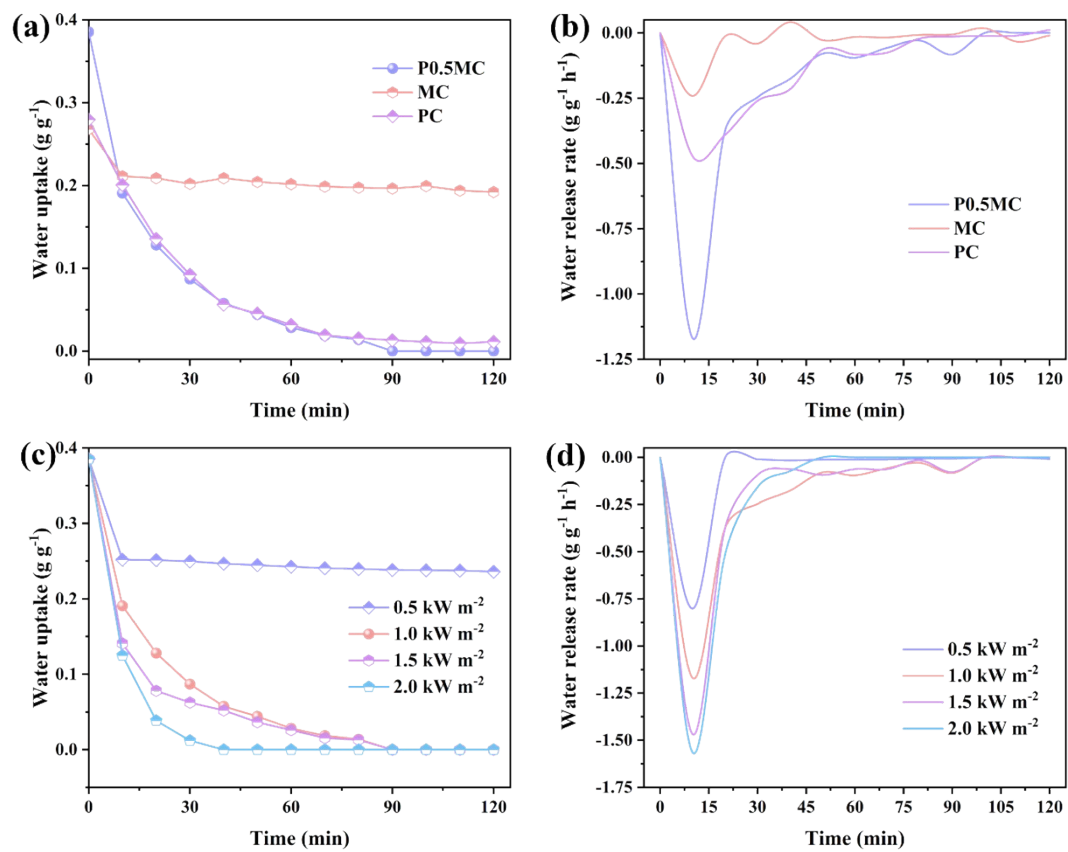 (a)
0.4
0.3
0.2
0.1
0.0
Water uptake (g g⁻¹)
P0.5MC
MC
PC
0 30 60 90 120
Time (min)
(b)
0.00
-0.25
-0.50
-0.75
-1.00
-1.25
Water release rate (g g⁻¹ h⁻¹)
P0.5MC
MC
PC
0 15 30 45 60 75 90 105 120
Time (min)
(c)
0.4
0.3
0.2
0.1
0.0
Water uptake (g g⁻¹)
0.5 kW m⁻²
1.0 kW m⁻²
1.5 kW m⁻²
2.0 kW m⁻²
0 30 60 90 120
Time (min)
(d)
0.00
-0.25
-0.50
-0.75
-1.00
-1.25
-1.50
-1.75
Water release rate (g g⁻¹ h⁻¹)
0.5 kW m⁻²
1.0 kW m⁻²
1.5 kW m⁻²
2.0 kW m⁻²
0 15 30 45 60 75 90 105 120
Time (min)